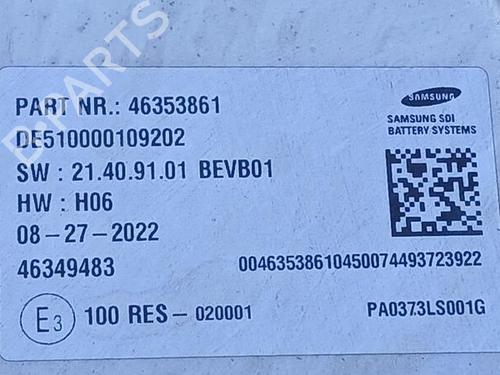 PART NR.: 46353861
DE510000109202
SW : 21.40.91.01 BEVB01
HW : H06
08-27-2022
46349483
E3 100 RES-020001
SAMSUNG
SAMSUNG SDI
BATTERY SYSTEMS
004635386104500744937239​22
PA0373LS001G
B-PARTS